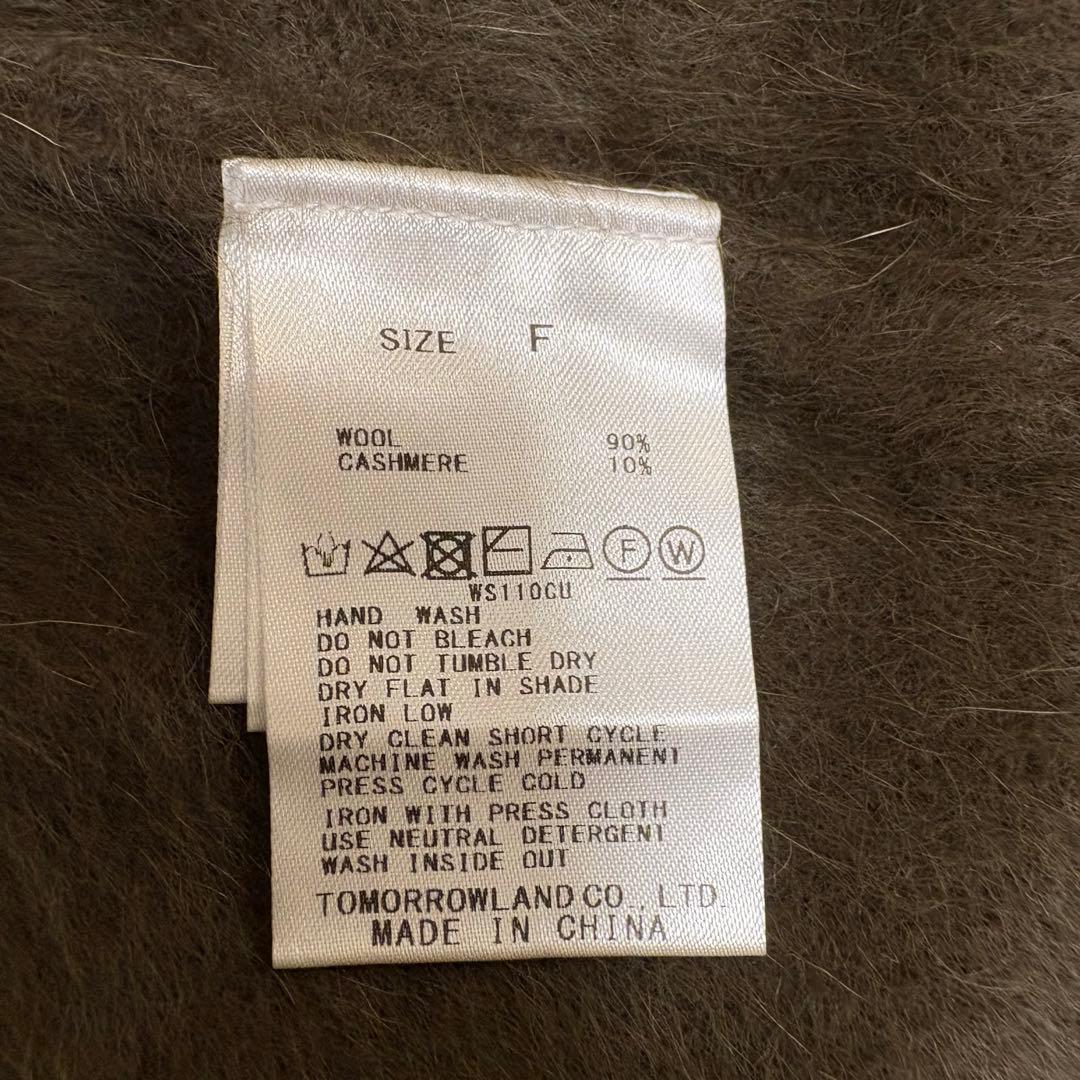 SIZE F
WOOL 90%
CASHMERE 10%
F W
WS110CU
HAND WASH
DO NOT BLEACH
DO NOT TUMBLE DRY
DRY FLAT IN SHADE
IRON LOW
DRY CLEAN SHORT CYCLE
MACHINE WASH PERMANENT
PRESS CYCLE COLD
IRON WITH PRESS CLOTH
USE NEUTRAL DETERGENT
WASH INSIDE OUT
TOMORROWLAND CO., LTD.
MADE IN CHINA